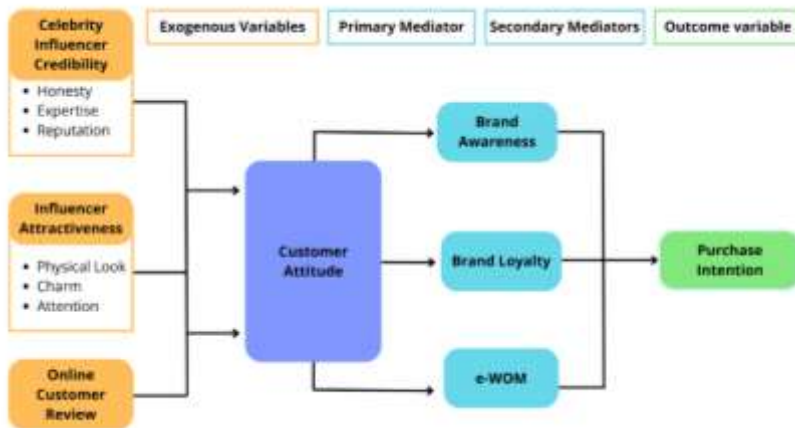 Celebrity
Influencer
Credibility
Exogenous Variables
Primary Mediator
Secondary Mediators
Outcome variable
• Honesty
• Expertise
• Reputation
Influencer
Attractiveness
• Physical Look
• Charm
• Attention
Online
Customer
Review
Customer
Attitude
Brand
Awareness
Brand Loyalty
e-WOM
Purchase
Intention